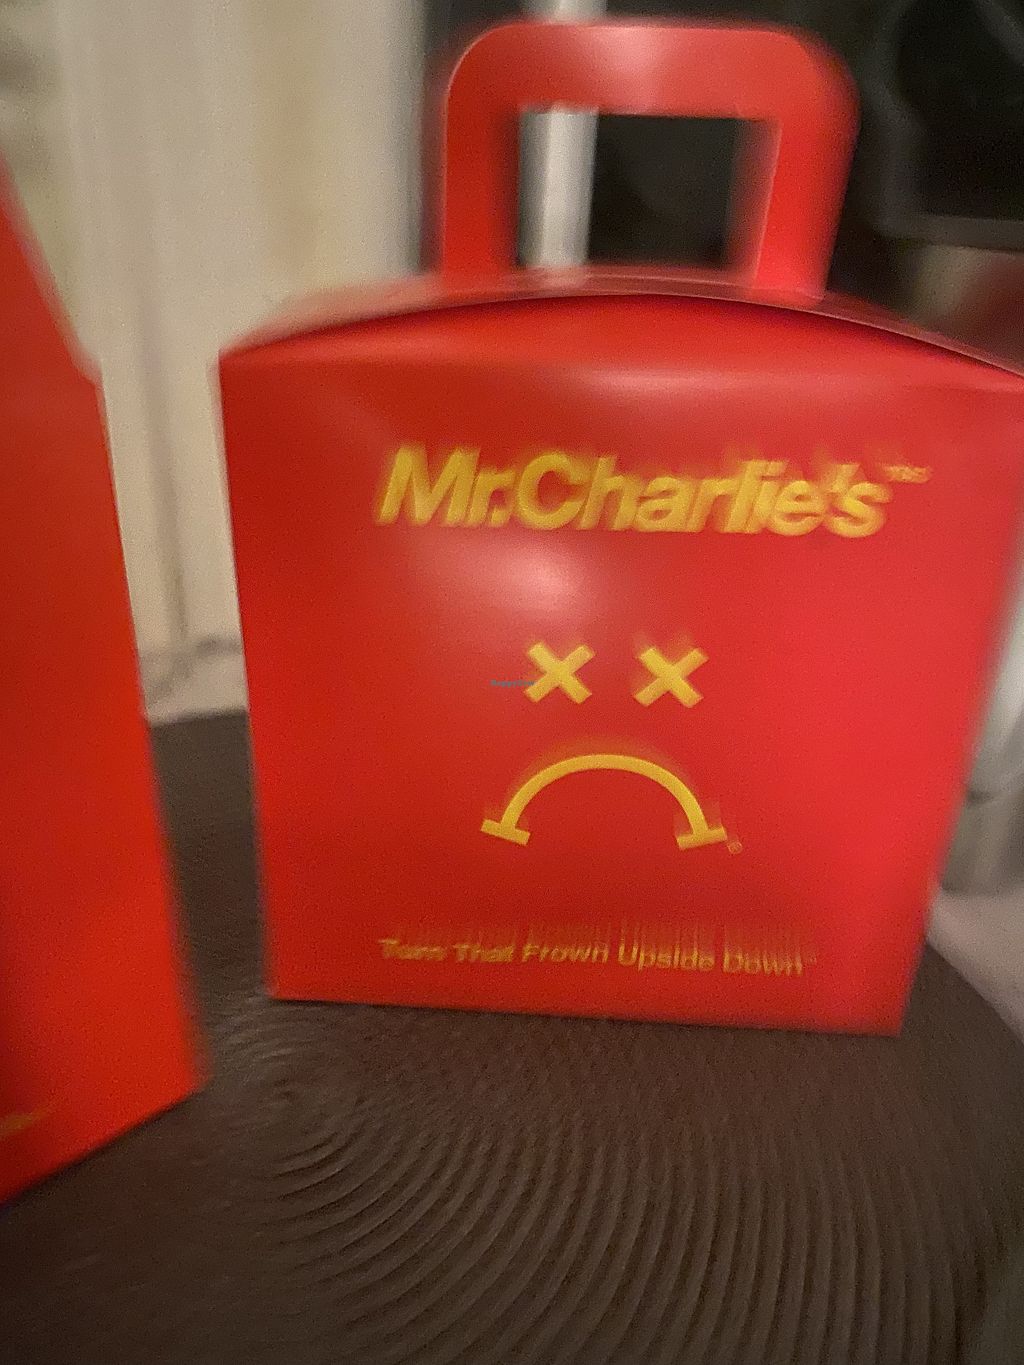 Mr.Charlie's
Turn That Frown Upside Down